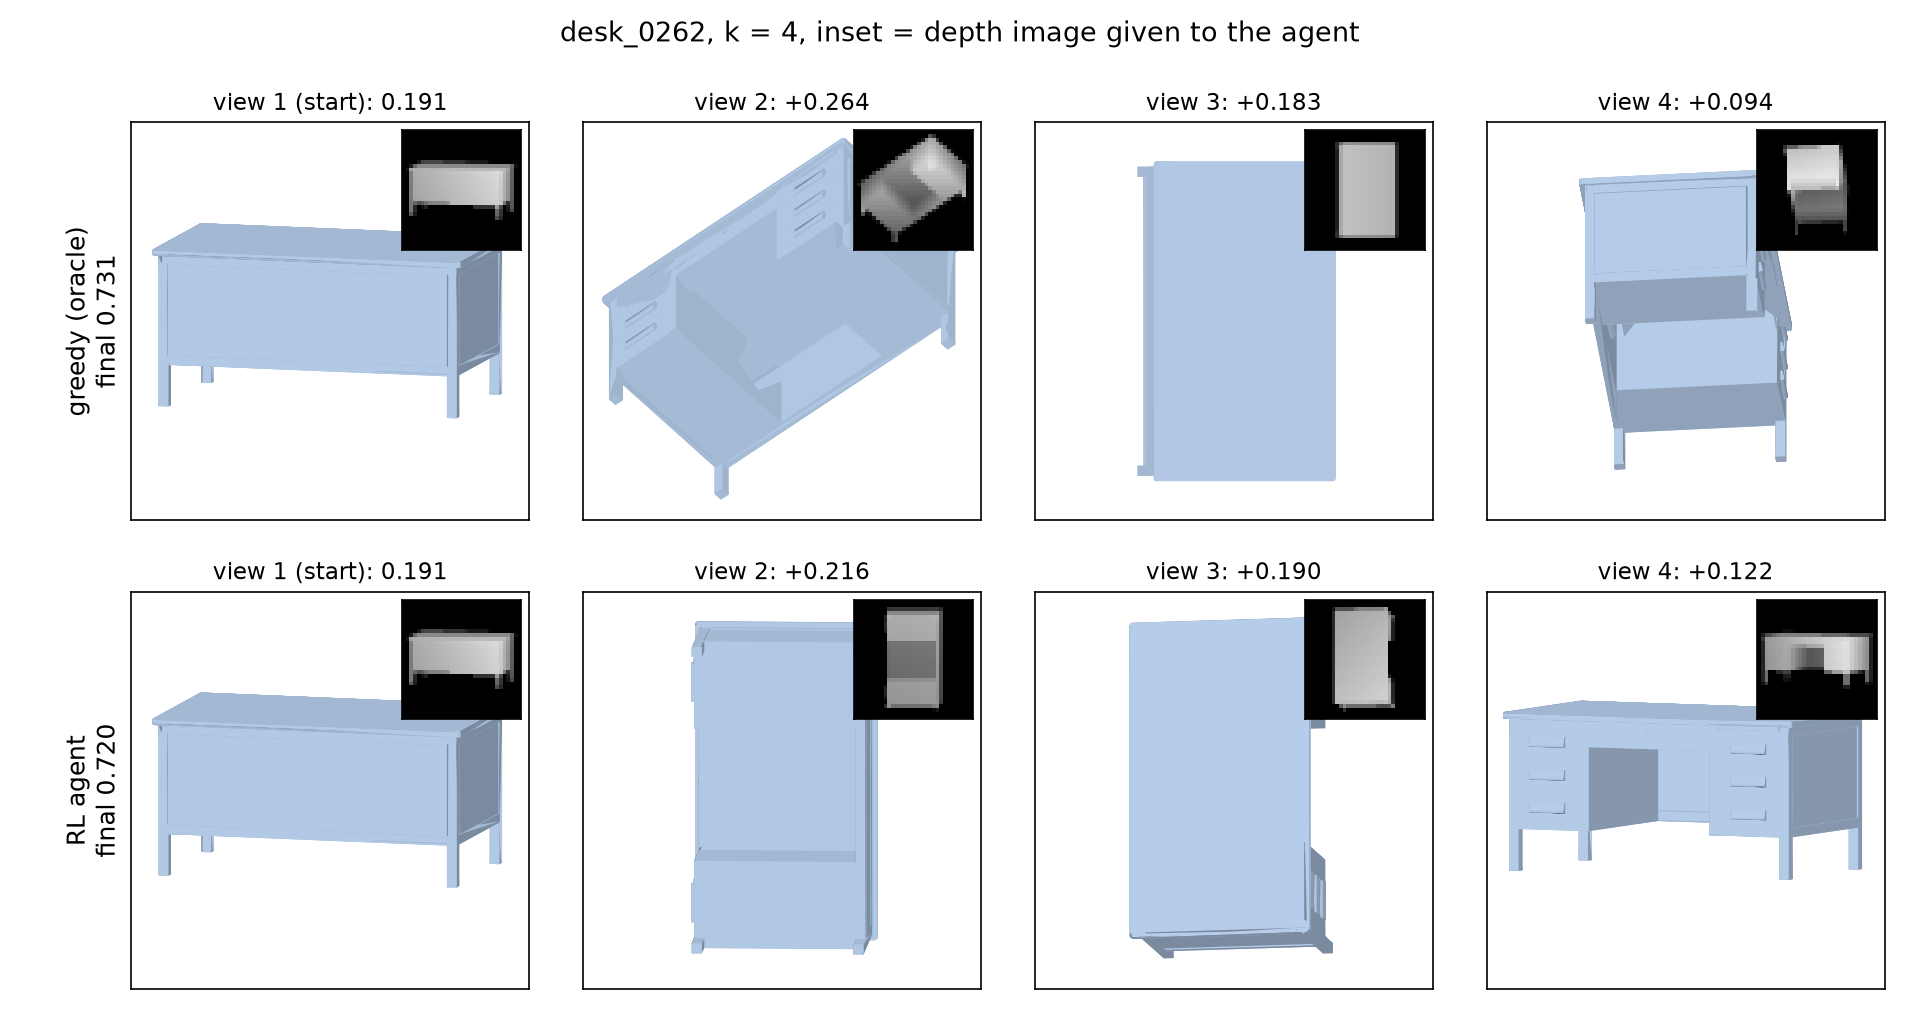 desk_0262, k = 4, inset = depth image given to the agent
greedy (oracle)
final 0.731
view 1 (start): 0.191
view 2: +0.264
view 3: +0.183
view 4: +0.094
RL agent
final 0.720
view 1 (start): 0.191
view 2: +0.216
view 3: +0.190
view 4: +0.122